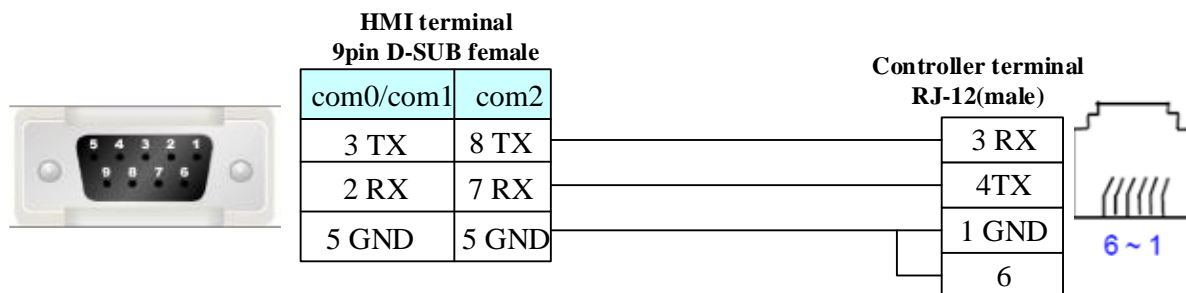 HMI terminal
9pin D-SUB female
com0/com1 com2
3 TX 8 TX
2 RX 7 RX
5 GND 5 GND
Controller terminal
RJ-12(male)
3 RX
4TX
1 GND
6
5 4 3 2 1
9 8 7 6
6 ~ 1